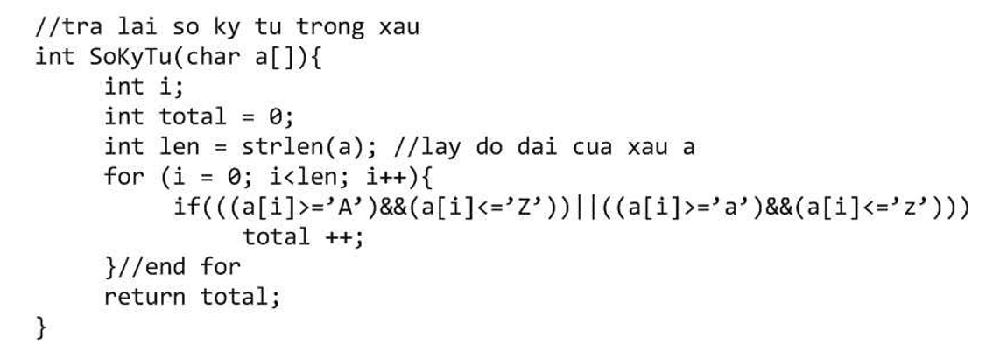 //tra lai so ky tu trong xau
int SoKyTu(char a[]){
int i;
int total = 0;
int len = strlen(a); //lay do dai cua xau a
for (i = 0; i<len; i++){
if(((a[i]>=’A’)&&(a[i]<=’Z’))||((a[i]>=’a’)&&(a[i]<=’z’)))
total ++;
}//end for
return total;
}